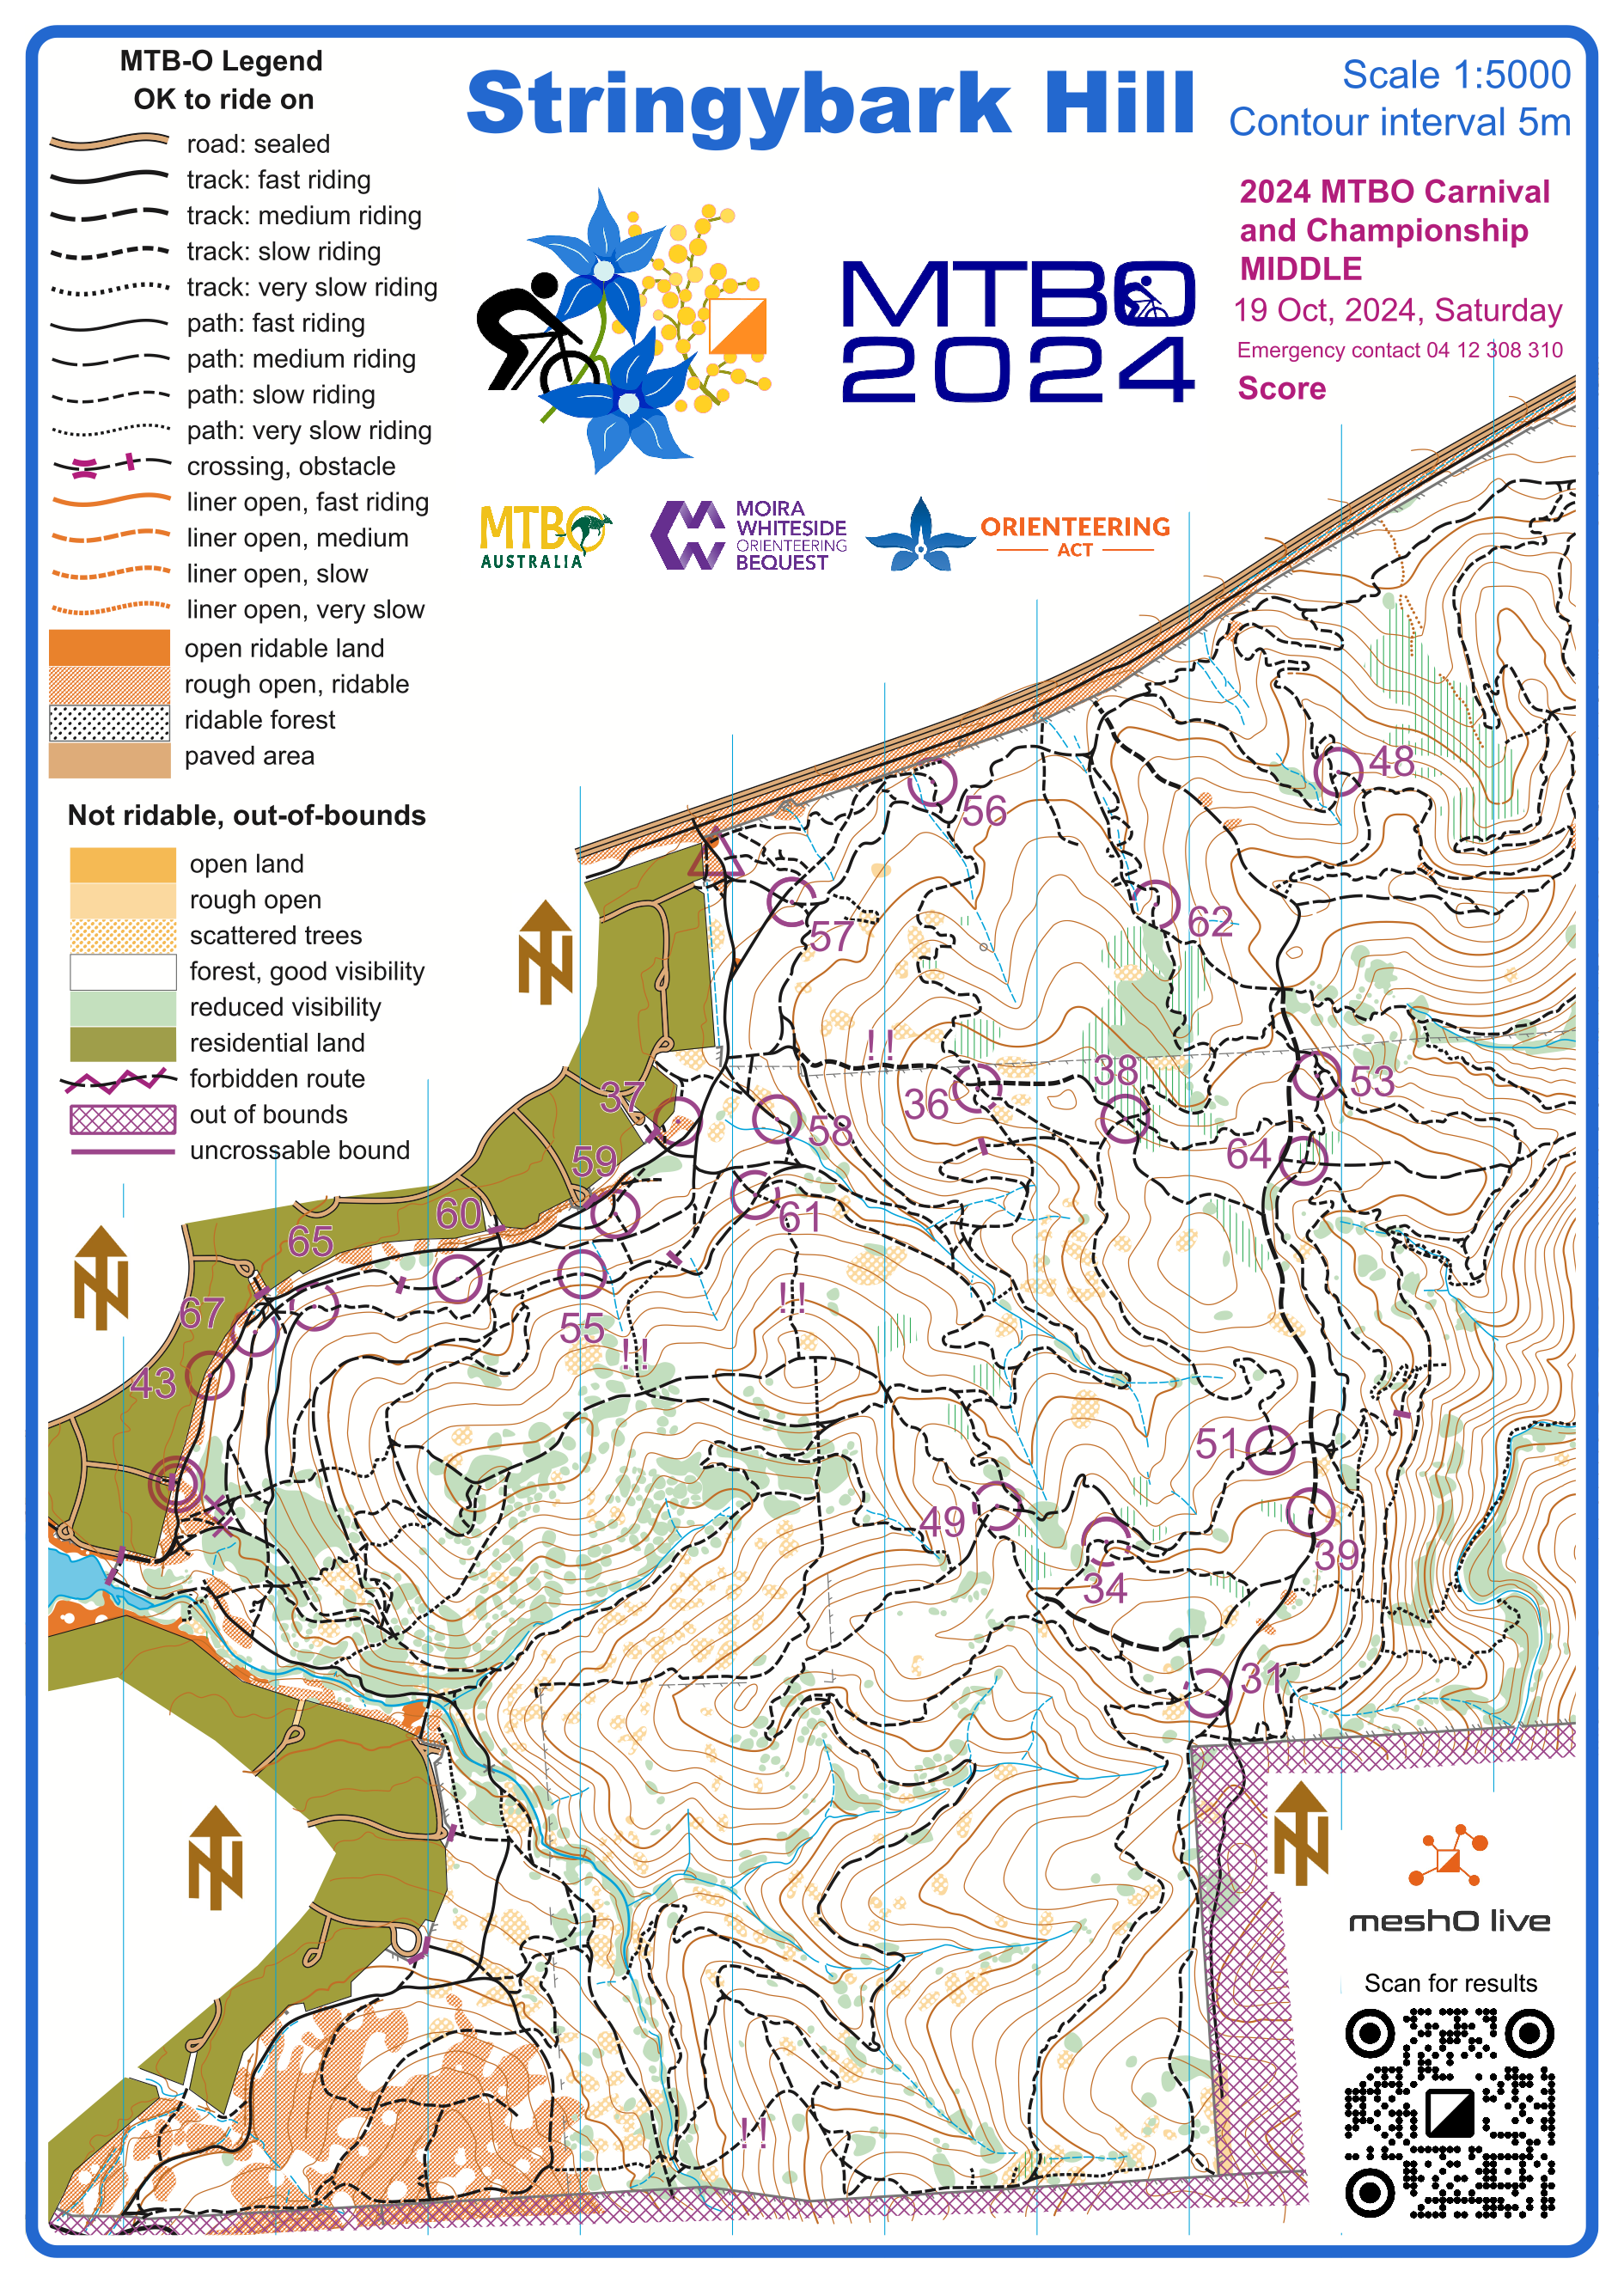 MTB-O Legend
OK to ride on
road: sealed
track: fast riding
track: medium riding
track: slow riding
track: very slow riding
path: fast riding
path: medium riding
path: slow riding
path: very slow riding
crossing, obstacle
liner open, fast riding
liner open, medium
liner open, slow
liner open, very slow
open ridable land
rough open, ridable
ridable forest
paved area
Not ridable, out-of-bounds
open land
rough open
scattered trees
forest, good visibility
reduced visibility
residential land
forbidden route
out of bounds
uncrossable bound
Stringybark Hill
Scale 1:5000
Contour interval 5m
2024 MTBO Carnival
and Championship
MIDDLE
19 Oct, 2024, Saturday
Emergency contact 04 12 308 310
Score
MTBO
2024
MTBO
AUSTRALIA
MOIRA
WHITESIDE
ORIENTEERING
BEQUEST
ORIENTEERING
ACT
48
56
62
57
!!
38
53
37
36
58
64
59
60
61
65
!!
67
55
!!
43
51
49
39
34
31
!!
N
N
N
N
meshO live
Scan for results